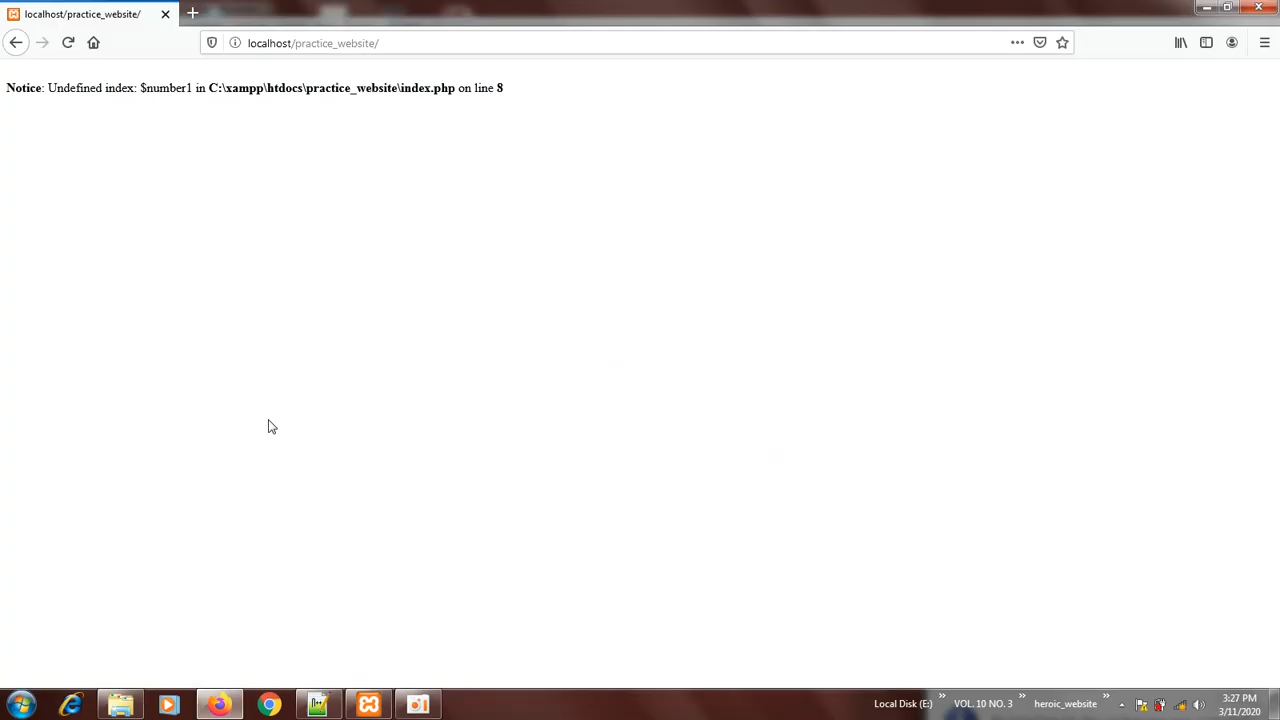 localhost/practice_website/
localhost/practice_website/
Notice: Undefined index: $number1 in C:\xampp\htdocs\practice_website\index.php on line 8
Local Disk (E:) » VOL. 10 NO. 3 » heroic_website » 3:27 PM
3/11/2020